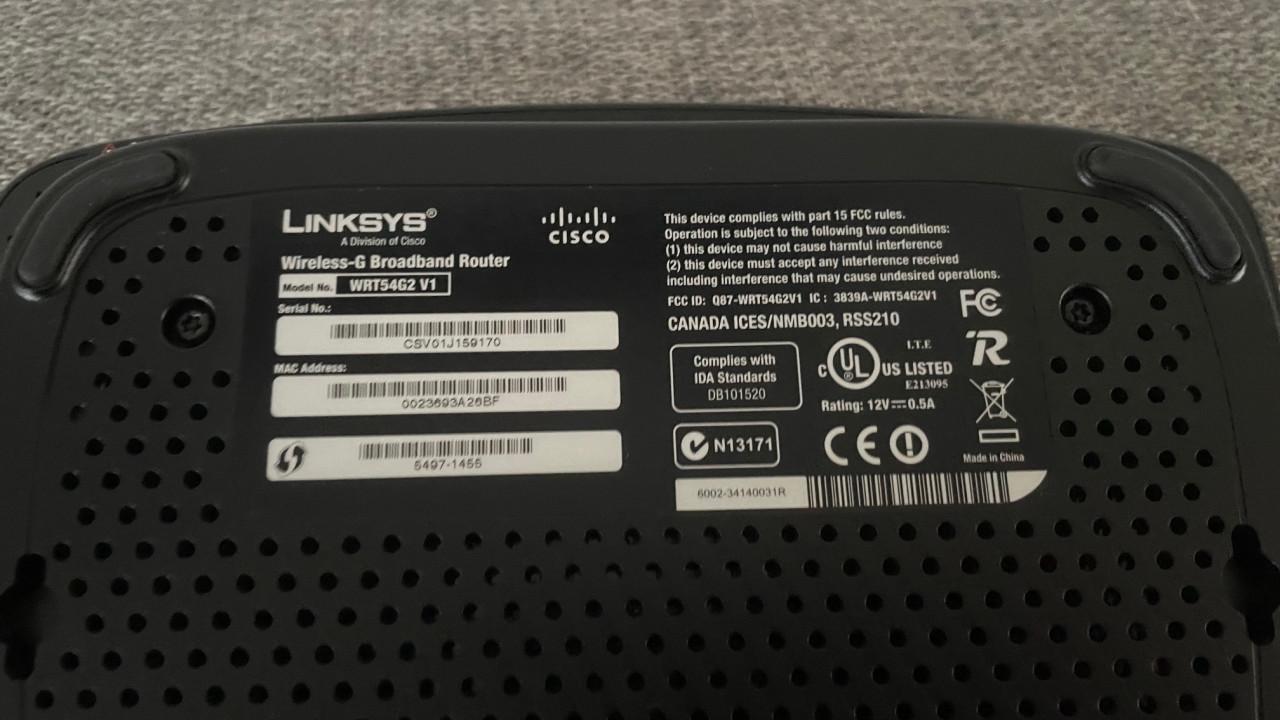 LINKSYS®
A Division of Cisco
CISCO
Wireless-G Broadband Router
Model No. WRT54G2 V1
Serial No.:
CSV01J159170
MAC Address:
0023693A26BF
5497-1455
This device complies with part 15 FCC rules.
Operation is subject to the following two conditions:
(1) this device may not cause harmful interference
(2) this device must accept any interference received
including interference that may cause undesired operations.
FCC ID: Q87-WRT54G2V1 IC : 3839A-WRT54G2V1
CANADA ICES/NMB003, RSS210
FC
Complies with
IDA Standards
DB101520
C UL US LISTED
I.T.E
E213095
R
Rating: 12V⎓0.5A
N13171
CE
Made in China
6002-34140031R